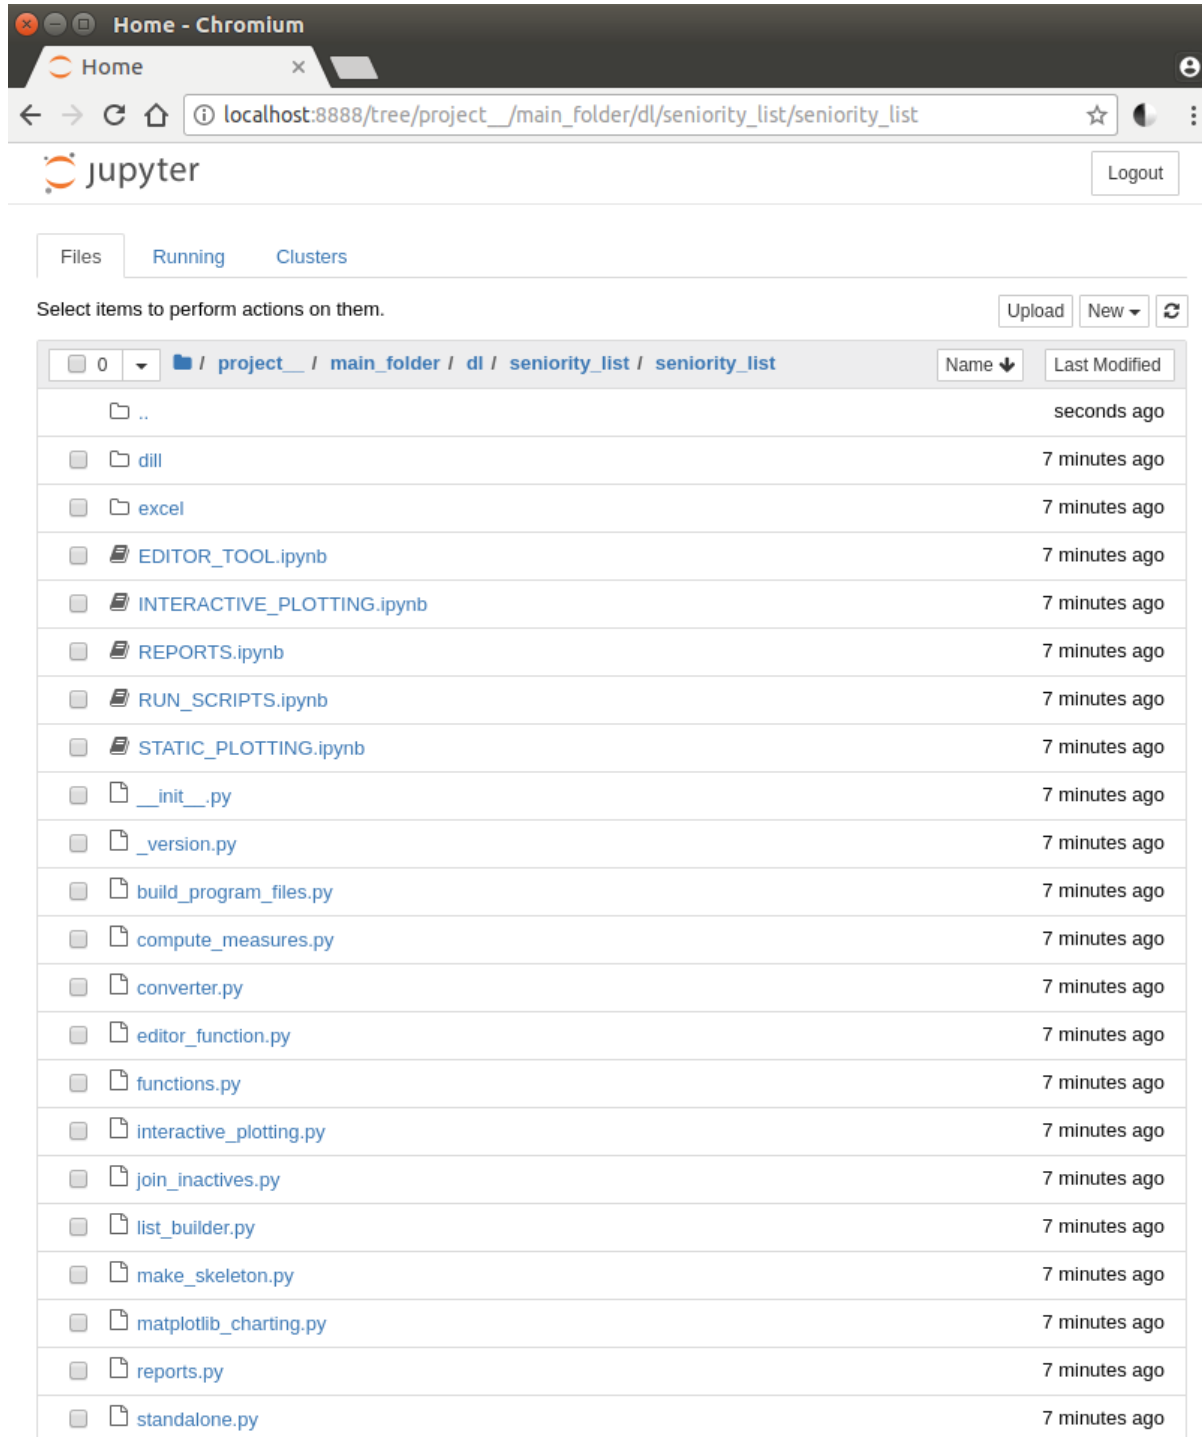 Home - Chromium
Home
localhost:8888/tree/project__/main_folder/dl/seniority_list/seniority_list
jupyter
Logout
Files Running Clusters
Select items to perform actions on them.
Upload New
0 / project__ / main_folder / dl / seniority_list / seniority_list Name Last Modified
.. seconds ago
dill 7 minutes ago
excel 7 minutes ago
EDITOR_TOOL.ipynb 7 minutes ago
INTERACTIVE_PLOTTING.ipynb 7 minutes ago
REPORTS.ipynb 7 minutes ago
RUN_SCRIPTS.ipynb 7 minutes ago
STATIC_PLOTTING.ipynb 7 minutes ago
__init__.py 7 minutes ago
_version.py 7 minutes ago
build_program_files.py 7 minutes ago
compute_measures.py 7 minutes ago
converter.py 7 minutes ago
editor_function.py 7 minutes ago
functions.py 7 minutes ago
interactive_plotting.py 7 minutes ago
join_inactives.py 7 minutes ago
list_builder.py 7 minutes ago
make_skeleton.py 7 minutes ago
matplotlib_charting.py 7 minutes ago
reports.py 7 minutes ago
standalone.py 7 minutes ago